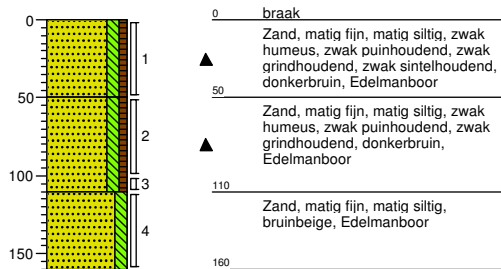 0
50
100
150
1
2
3
4
0 braak
Zand, matig fijn, matig siltig, zwak
humeus, zwak puinhoudend, zwak
grindhoudend, zwak sintelhoudend,
donkerbruin, Edelmanboor
50
Zand, matig fijn, matig siltig, zwak
humeus, zwak puinhoudend, zwak
grindhoudend, donkerbruin,
Edelmanboor
110
Zand, matig fijn, matig siltig,
bruinbeige, Edelmanboor
160